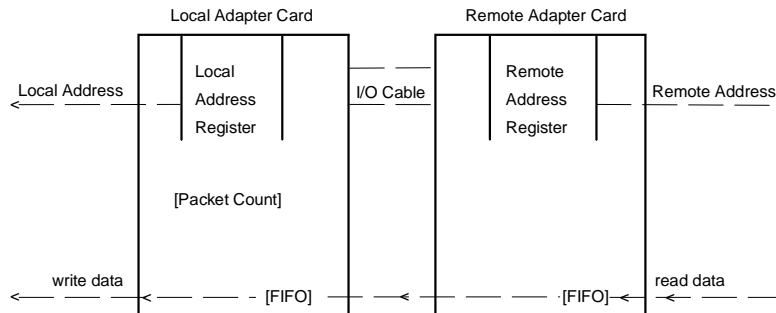 Local Adapter Card
Remote Adapter Card
Local
Address
Register
Remote
Address
Register
Local Address
I/O Cable
Remote Address
[Packet Count]
write data
[FIFO]
[FIFO]
read data